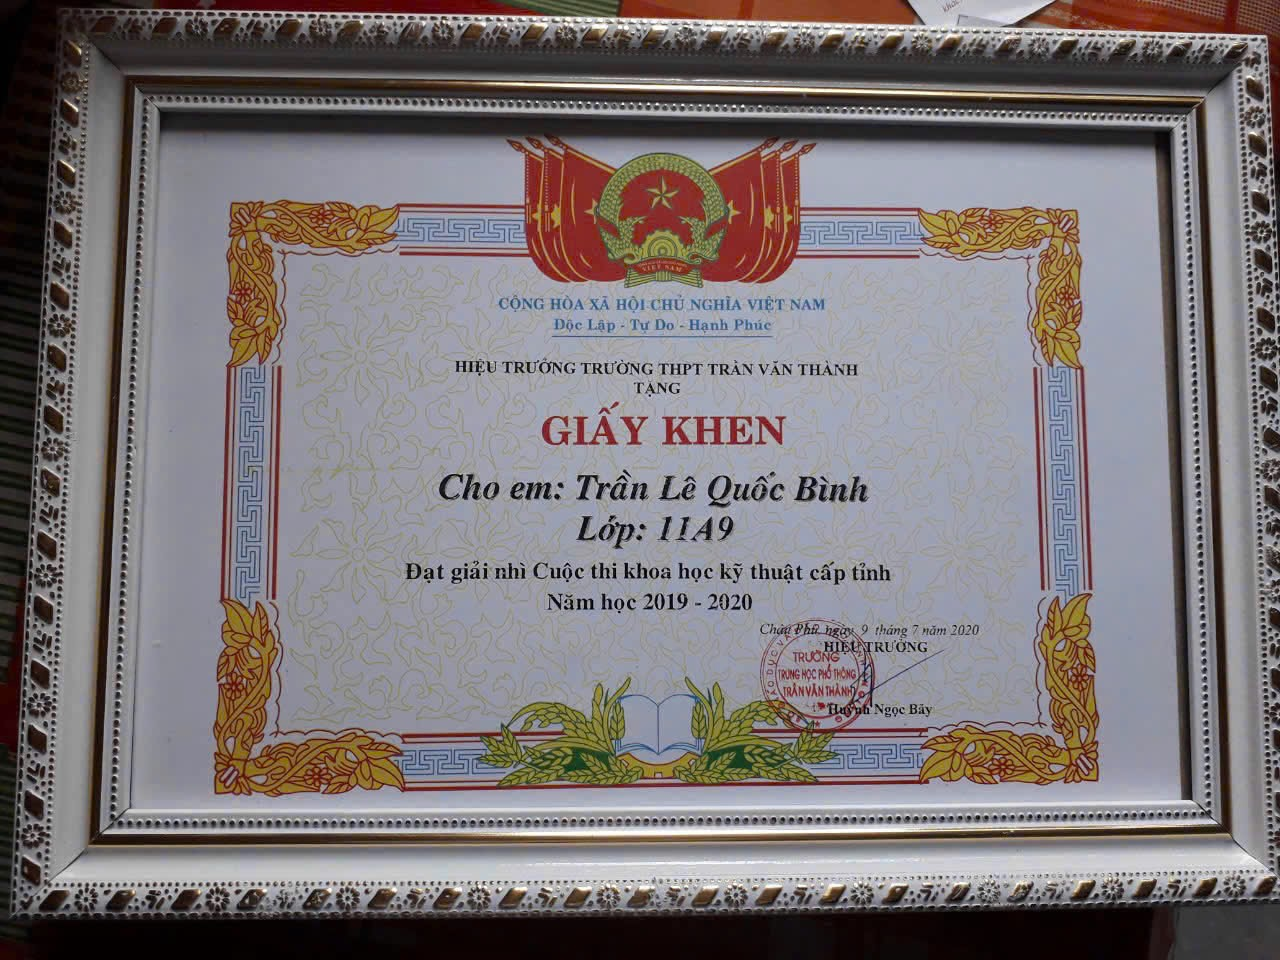 VIỆT NAM
CỘNG HÒA XÃ HỘI CHỦ NGHĨA VIỆT NAM
Độc Lập - Tự Do - Hạnh Phúc
HIỆU TRƯỞNG TRƯỜNG THPT TRẦN VĂN THÀNH
TẶNG
GIẤY KHEN
Cho em: Trần Lê Quốc Bình
Lớp: 11A9
Đạt giải nhì Cuộc thi khoa học kỹ thuật cấp tỉnh
Năm học 2019 - 2020
Châu Phú, ngày 9 tháng 7 năm 2020
HIỆU TRƯỞNG
TRƯỜNG
TRUNG HỌC PHỔ THÔNG
TRẦN VĂN THÀNH
Huỳnh Ngọc Bảy